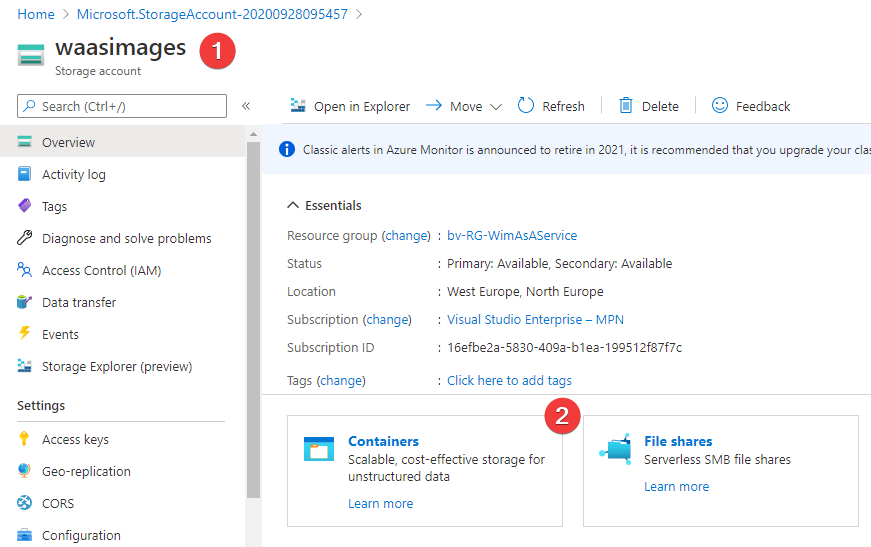 Home > Microsoft.StorageAccount-20200928095457 >
waasimages 1
Storage account
Search (Ctrl+/) «
Open in Explorer Move Refresh Delete Feedback
Overview
Activity log
Tags
Diagnose and solve problems
Access Control (IAM)
Data transfer
Events
Storage Explorer (preview)
Settings
Access keys
Geo-replication
CORS
Configuration
Classic alerts in Azure Monitor is announced to retire in 2021, it is recommended that you upgrade your clas
Essentials
Resource group (change) : bv-RG-WimAsAService
Status : Primary: Available, Secondary: Available
Location : West Europe, North Europe
Subscription (change) : Visual Studio Enterprise – MPN
Subscription ID : 16efbe2a-5830-409a-b1ea-199512f87f7c
Tags (change) : Click here to add tags
2
Containers
Scalable, cost-effective storage for
unstructured data
Learn more
File shares
Serverless SMB file shares
Learn more